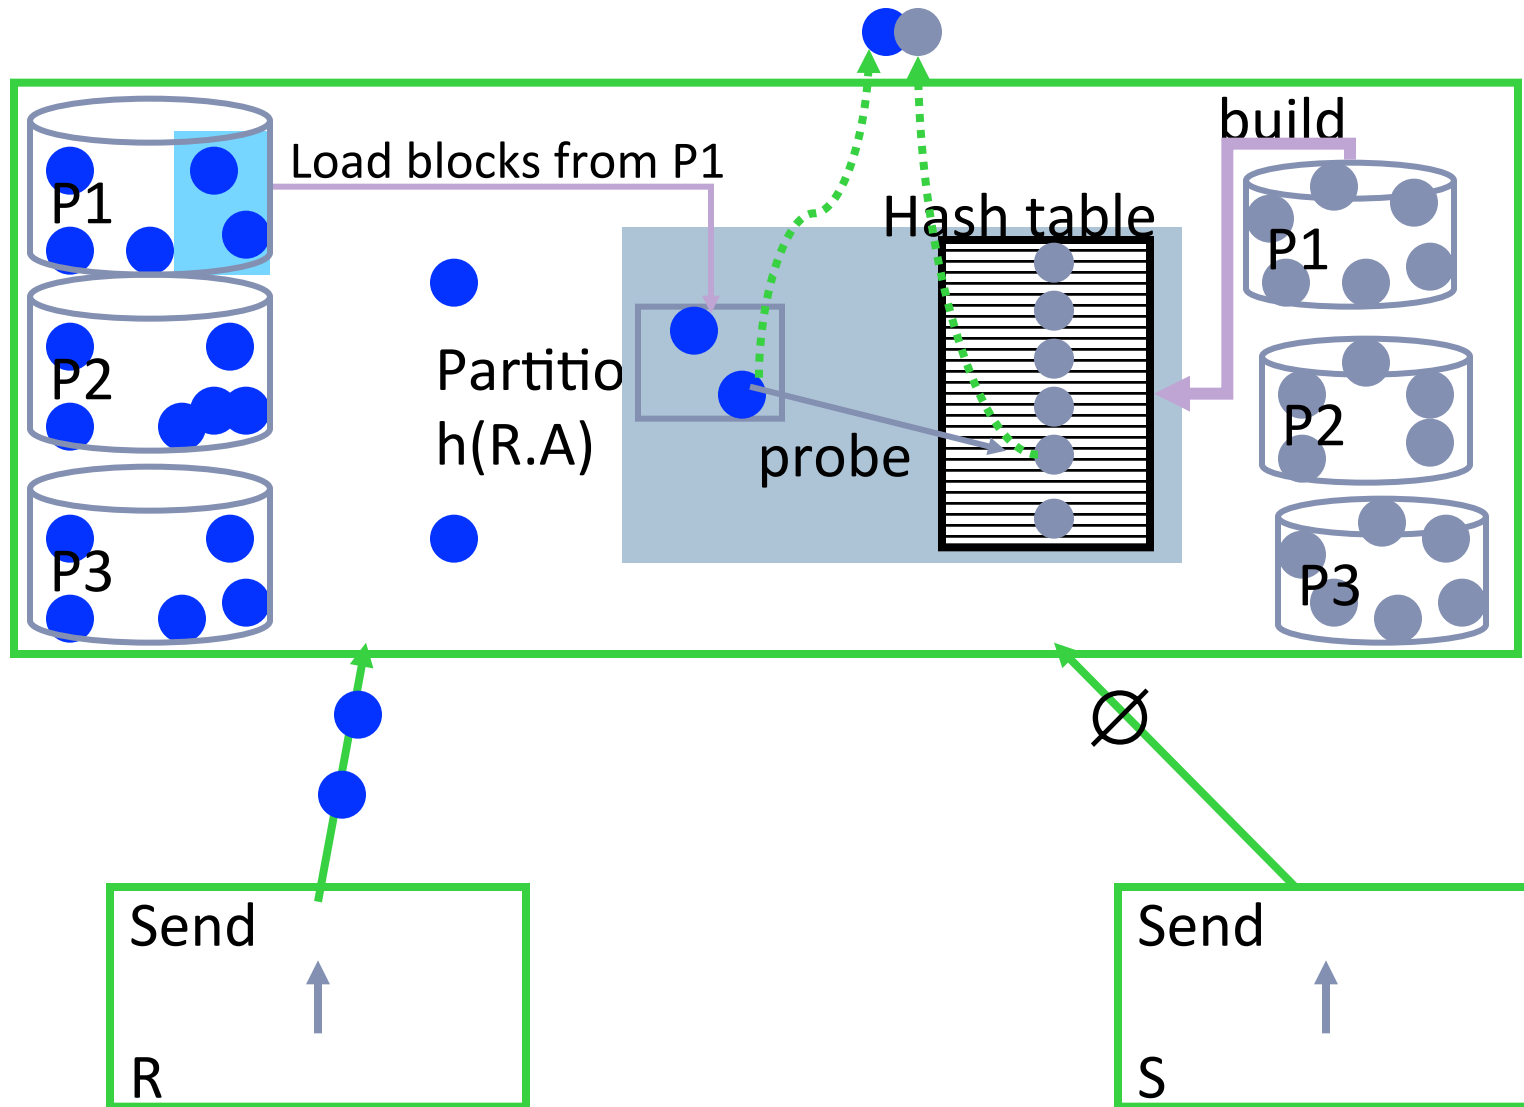 build
Load blocks from P1
P1
Hash table
P1
Partitio
h(R.A)
P2
P2
probe
P3
P3
Send
Send
R
S